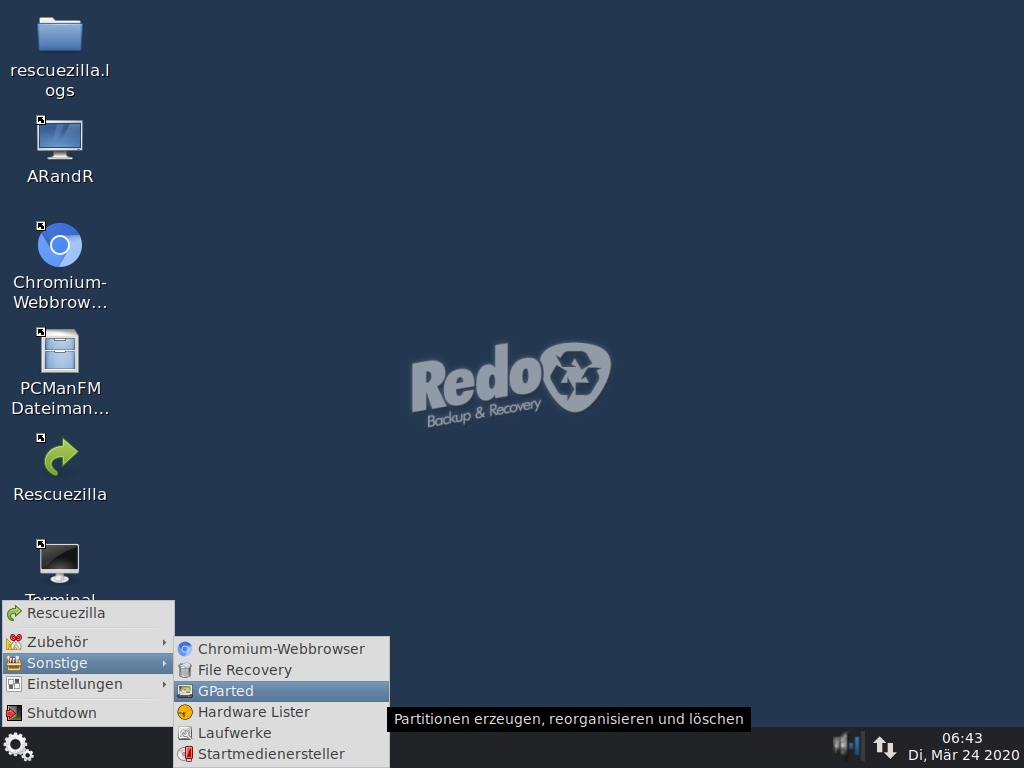 rescuezilla.l
ogs
ARandR
Chromium-
Webbrow...
PCManFM
Dateiman...
Rescuezilla
Terminal
Redo
Backup & Recovery
Rescuezilla
Zubehör
Sonstige
Einstellungen
Shutdown
Chromium-Webbrowser
File Recovery
GParted
Hardware Lister
Laufwerke
Startmedienersteller
Partitionen erzeugen, reorganisieren und löschen
06:43
Di, Mär 24 2020